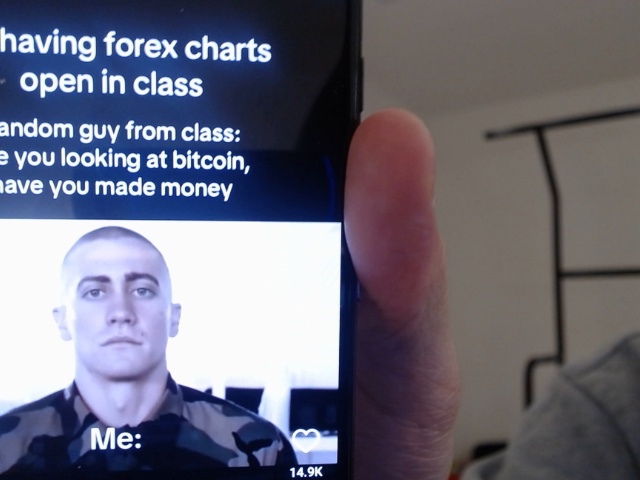 having forex charts
open in class
andom guy from class:
e you looking at bitcoin,
have you made money
Me:
14.9K